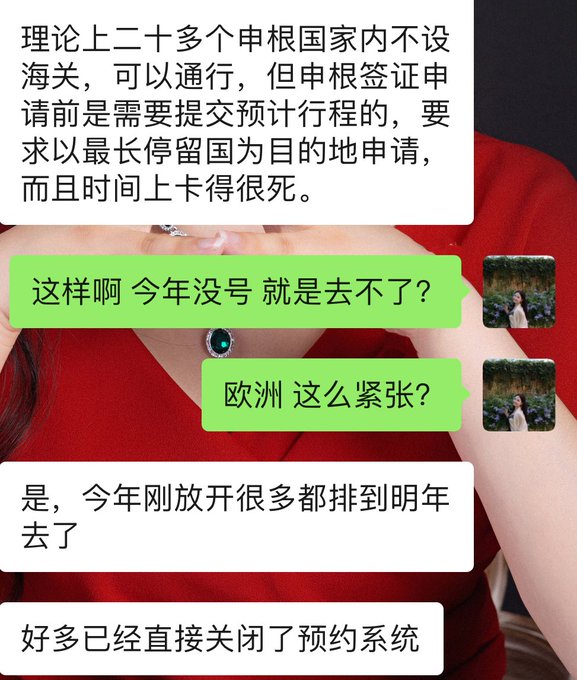 理论上二十多个申根国家内不设
海关，可以通行，但申根签证申
请前是需要提交预计行程的，要
求以最长停留国为目的地申请，
而且时间上卡得很死。
这样啊 今年没号 就是去不了？
欧洲 这么紧张？
是，今年刚放开很多都排到明年
去了
好多已经直接关闭了预约系统